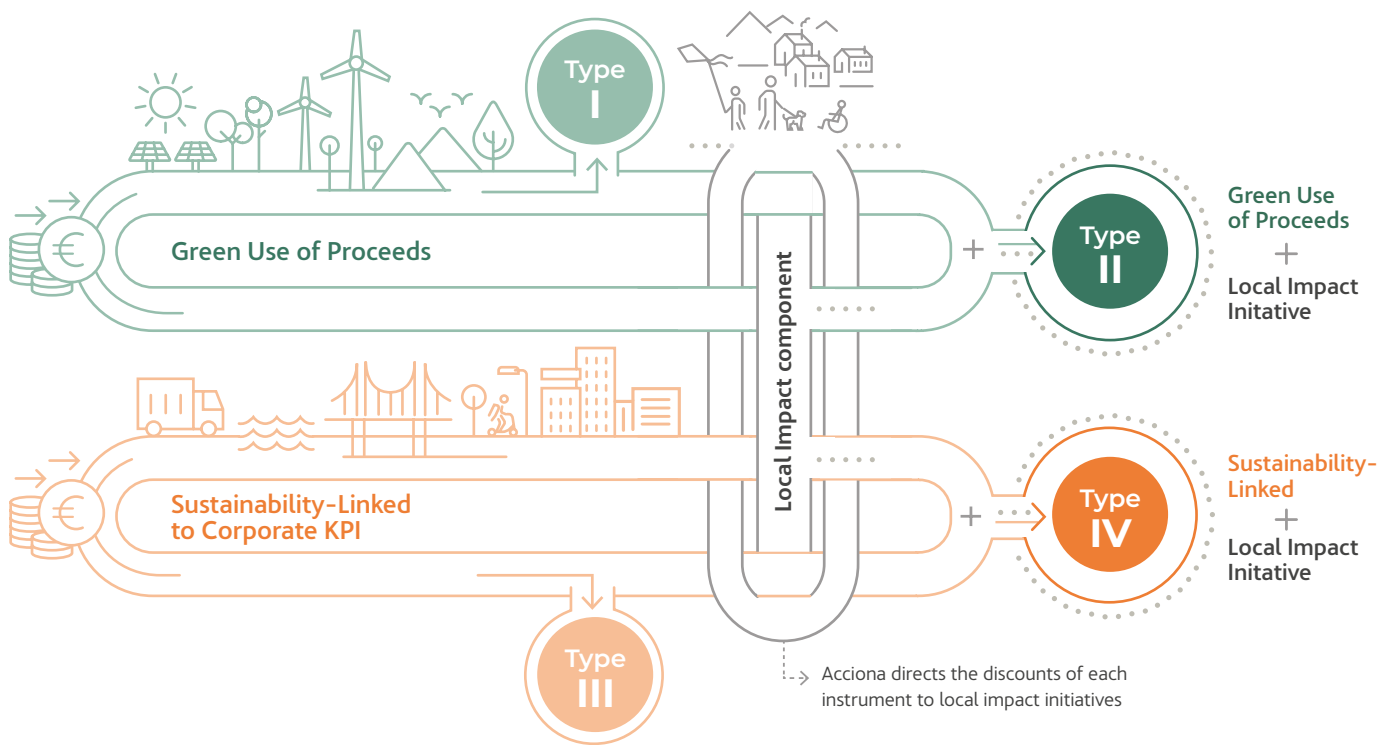 Type
I
Green Use of Proceeds
€
+
Type
II
Green Use
of Proceeds
+
Local Impact
Initative
Local Impact component
Sustainability-Linked
to Corporate KPI
€
+
Type
IV
Sustainability-
Linked
+
Local Impact
Initative
Type
III
Acciona directs the discounts of each
instrument to local impact initiatives